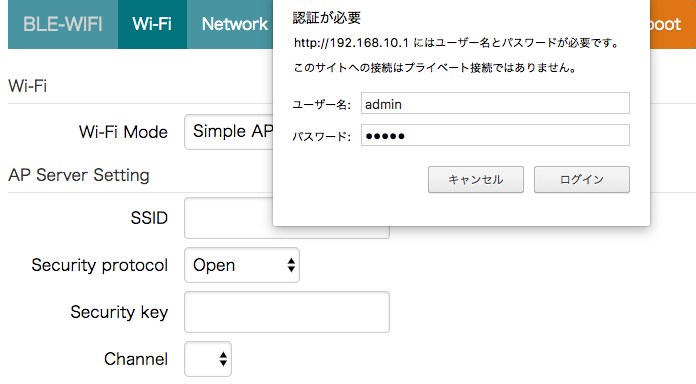 BLE-WIFI Wi-Fi Network
認証が必要
http://192.168.10.1 にはユーザー名とパスワードが必要です。
このサイトへの接続はプライベート接続ではありません。
ユーザー名: admin
パスワード: ●●●●●
キャンセル ログイン
oot
Wi-Fi
Wi-Fi Mode Simple AP
AP Server Setting
SSID
Security protocol Open
Security key
Channel